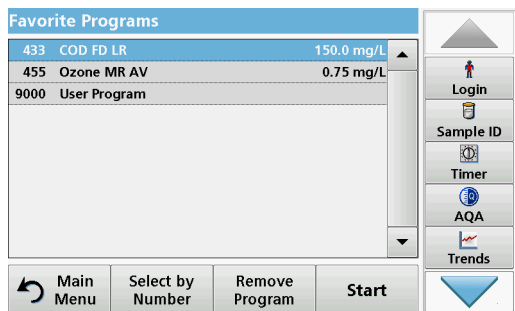 Favorite Programs
433 COD FD LR 150.0 mg/L
455 Ozone MR AV 0.75 mg/L
9000 User Program
Login
Sample ID
Timer
AQA
Trends
Main Menu
Select by Number
Remove Program
Start